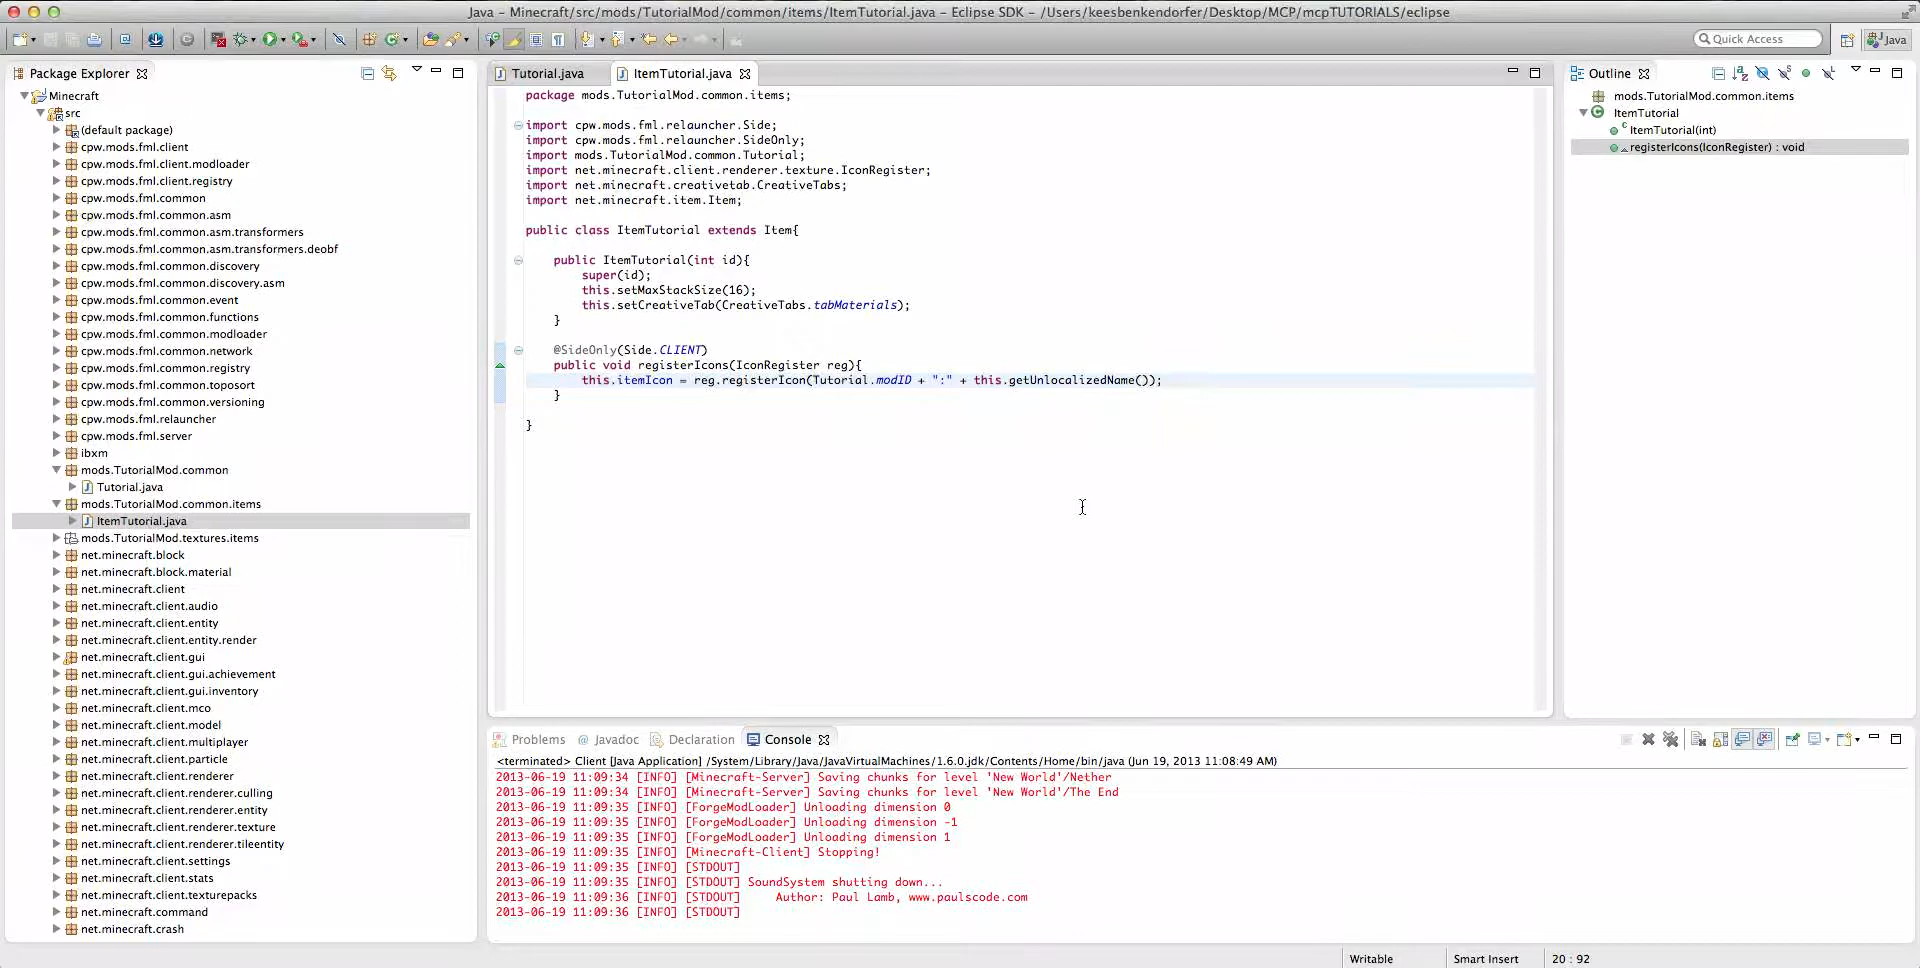 Java - Minecraft/src/mods/TutorialMod/common/items/ItemTutorial.java - Eclipse SDK - /Users/keesbenkendorfer/Desktop/MCP/mcpTUTORIALS/eclipse
Quick Access
Java
Package Explorer
Minecraft
src
(default package)
cpw.mods.fml.client
cpw.mods.fml.client.modloader
cpw.mods.fml.client.registry
cpw.mods.fml.common
cpw.mods.fml.common.asm
cpw.mods.fml.common.asm.transformers
cpw.mods.fml.common.asm.transformers.deobf
cpw.mods.fml.common.discovery
cpw.mods.fml.common.discovery.asm
cpw.mods.fml.common.event
cpw.mods.fml.common.functions
cpw.mods.fml.common.modloader
cpw.mods.fml.common.network
cpw.mods.fml.common.registry
cpw.mods.fml.common.toposort
cpw.mods.fml.common.versioning
cpw.mods.fml.relauncher
cpw.mods.fml.server
ibxm
mods.TutorialMod.common
Tutorial.java
mods.TutorialMod.common.items
ItemTutorial.java
mods.TutorialMod.textures.items
net.minecraft.block
net.minecraft.block.material
net.minecraft.client
net.minecraft.client.audio
net.minecraft.client.entity
net.minecraft.client.entity.render
net.minecraft.client.gui
net.minecraft.client.gui.achievement
net.minecraft.client.gui.inventory
net.minecraft.client.mco
net.minecraft.client.model
net.minecraft.client.multiplayer
net.minecraft.client.particle
net.minecraft.client.renderer
net.minecraft.client.renderer.culling
net.minecraft.client.renderer.entity
net.minecraft.client.renderer.texture
net.minecraft.client.renderer.tileentity
net.minecraft.client.settings
net.minecraft.client.stats
net.minecraft.client.texturepacks
net.minecraft.command
net.minecraft.crash
Tutorial.java
ItemTutorial.java
package mods.TutorialMod.common.items;
import cpw.mods.fml.relauncher.Side;
import cpw.mods.fml.relauncher.SideOnly;
import mods.TutorialMod.common.Tutorial;
import net.minecraft.client.renderer.texture.IconRegister;
import net.minecraft.creativetab.CreativeTabs;
import net.minecraft.item.Item;
public class ItemTutorial extends Item{
public ItemTutorial(int id){
super(id);
this.setMaxStackSize(16);
this.setCreativeTab(CreativeTabs.tabMaterials);
}
@SideOnly(Side.CLIENT)
public void registerIcons(IconRegister reg){
this.itemIcon = reg.registerIcon(Tutorial.modID + ":" + this.getUnlocalizedName());
}
}
Outline
mods.TutorialMod.common.items
ItemTutorial
ItemTutorial(int)
registerIcons(IconRegister) : void
Problems
@ Javadoc
Declaration
Console
<terminated> Client [Java Application] /System/Library/Java/JavaVirtualMachines/1.6.0.jdk/Contents/Home/bin/java (Jun 19, 2013 11:08:49 AM)
2013-06-19 11:09:34 [INFO] [Minecraft-Server] Saving chunks for level 'New World'/Nether
2013-06-19 11:09:34 [INFO] [Minecraft-Server] Saving chunks for level 'New World'/The End
2013-06-19 11:09:35 [INFO] [ForgeModLoader] Unloading dimension 0
2013-06-19 11:09:35 [INFO] [ForgeModLoader] Unloading dimension -1
2013-06-19 11:09:35 [INFO] [ForgeModLoader] Unloading dimension 1
2013-06-19 11:09:35 [INFO] [Minecraft-Client] Stopping!
2013-06-19 11:09:35 [INFO] [STDOUT]
2013-06-19 11:09:35 [INFO] [STDOUT] SoundSystem shutting down...
2013-06-19 11:09:36 [INFO] [STDOUT] Author: Paul Lamb, www.paulscode.com
2013-06-19 11:09:36 [INFO] [STDOUT]
Writable
Smart Insert
20 : 92